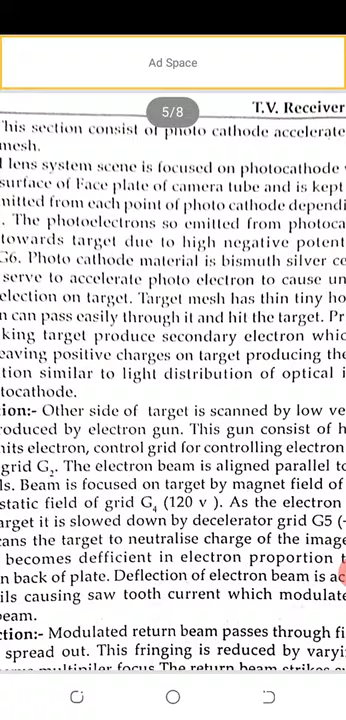 Ad Space
5/8
T.V. Receiver
This section consist of photo cathode accelerate
mesh.
l lens system scene is focused on photocathode
surface of Face plate of camera tube and is kept
mitted from each point of photo cathode dependi
. The photoelectrons so emitted from photoca
towards target due to high negative potent
G6. Photo cathode material is bismuth silver ce
serve to accelerate photo electron to cause un
election on target. Target mesh has thin tiny ho
n can pass easily through it and hit the target. Pr
king target produce secondary electron whic
eaving positive charges on target producing the
tion similar to light distribution of optical i
tocathode.
ion:- Other side of target is scanned by low ve
roduced by electron gun. This gun consist of h
mits electron, control grid for controlling electron
grid G2. The electron beam is aligned parallel to
ls. Beam is focused on target by magnet field of
static field of grid G4 (120 v ). As the electron
arget it is slowed down by decelerator grid G5 (-
cans the target to neutralise charge of the image
becomes defficient in electron proportion t
n back of plate. Deflection of electron beam is ac
ils causing saw tooth current which modulate
beam.
ction:- Modulated return beam passes through fi
spread out. This fringing is reduced by varyi
multipiler focus The return beam strikes